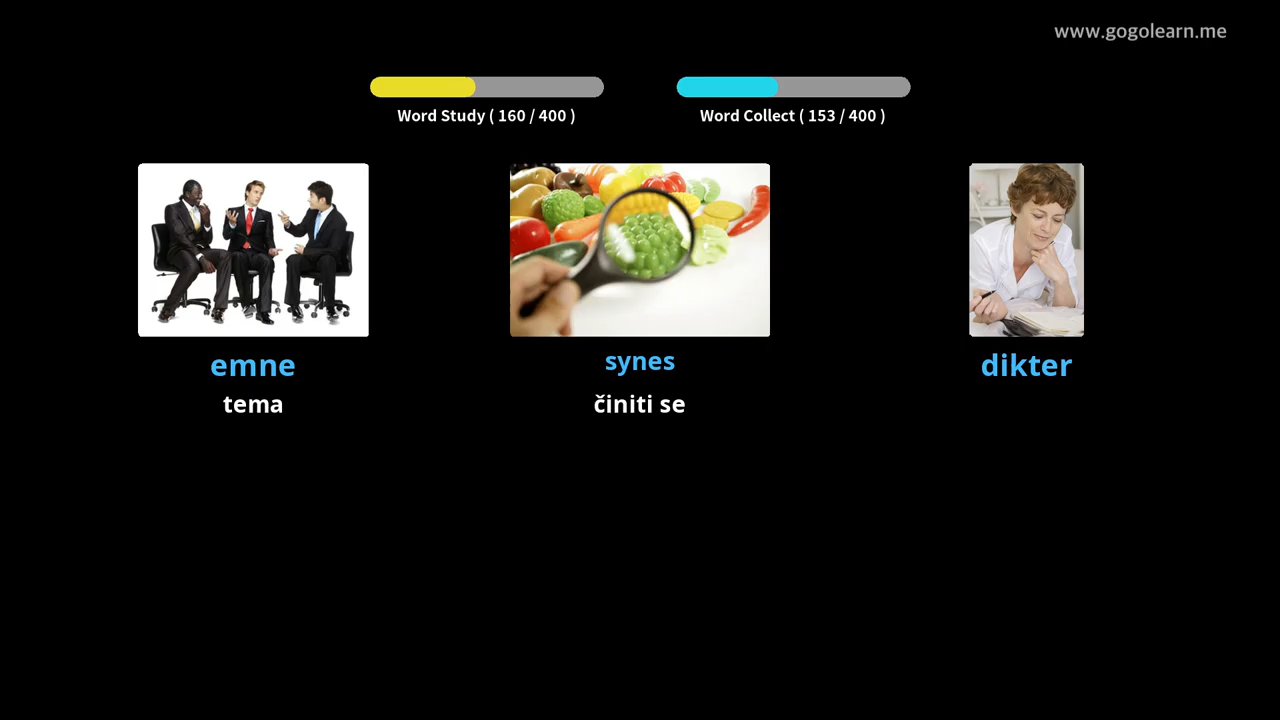 www.gogolearn.me
Word Study ( 160 / 400 )
Word Collect ( 153 / 400 )
emne
synes
dikter
tema
činiti se